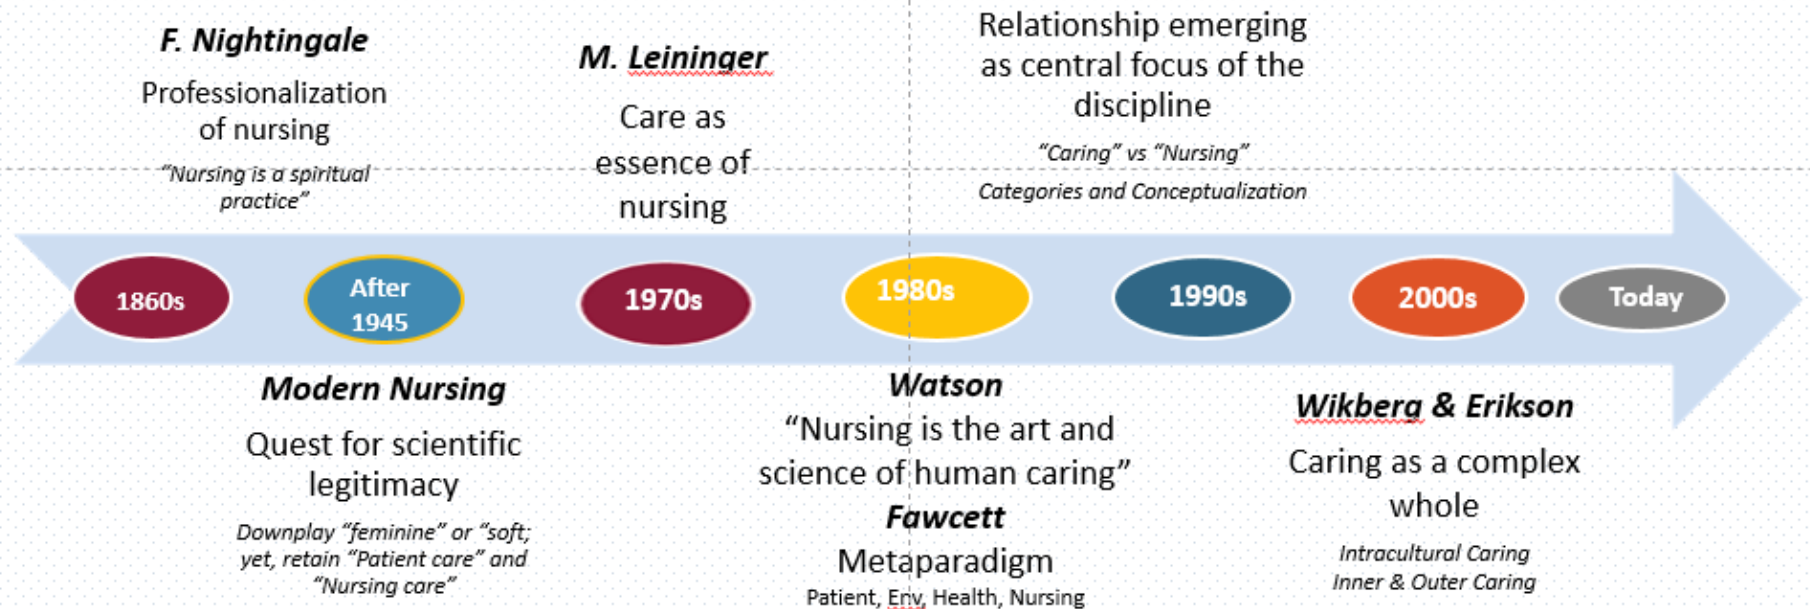 F. Nightingale
Professionalization
of nursing
“Nursing is a spiritual
practice”
M. Leininger
Care as
essence of
nursing
Relationship emerging
as central focus of the
discipline
“Caring” vs “Nursing”
Categories and Conceptualization
1860s
After
1945
1970s
1980s
1990s
2000s
Today
Modern Nursing
Quest for scientific
legitimacy
Downplay “feminine” or “soft;
yet, retain “Patient care” and
“Nursing care”
Watson
“Nursing is the art and
science of human caring”
Fawcett
Metaparadigm
Patient, Env, Health, Nursing
Wikberg & Erikson
Caring as a complex
whole
Intracultural Caring
Inner & Outer Caring